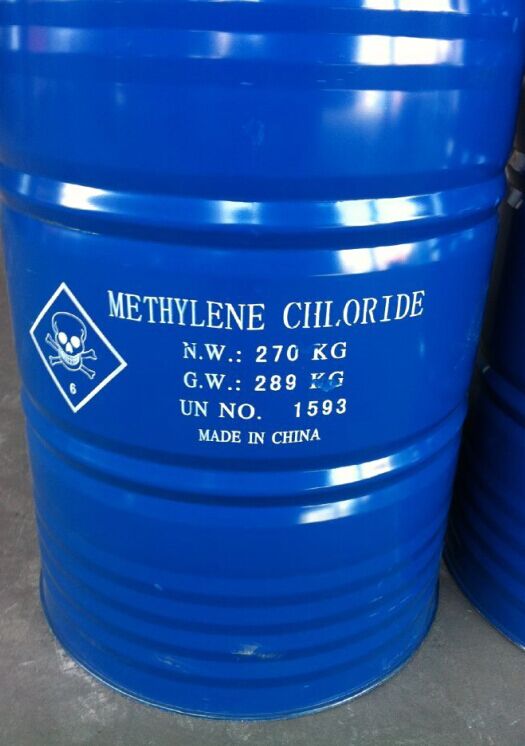 METHYLENE CHLORIDE
N.W.: 270 KG
G.W.: 289 KG
UN NO. 1593
MADE IN CHINA
6